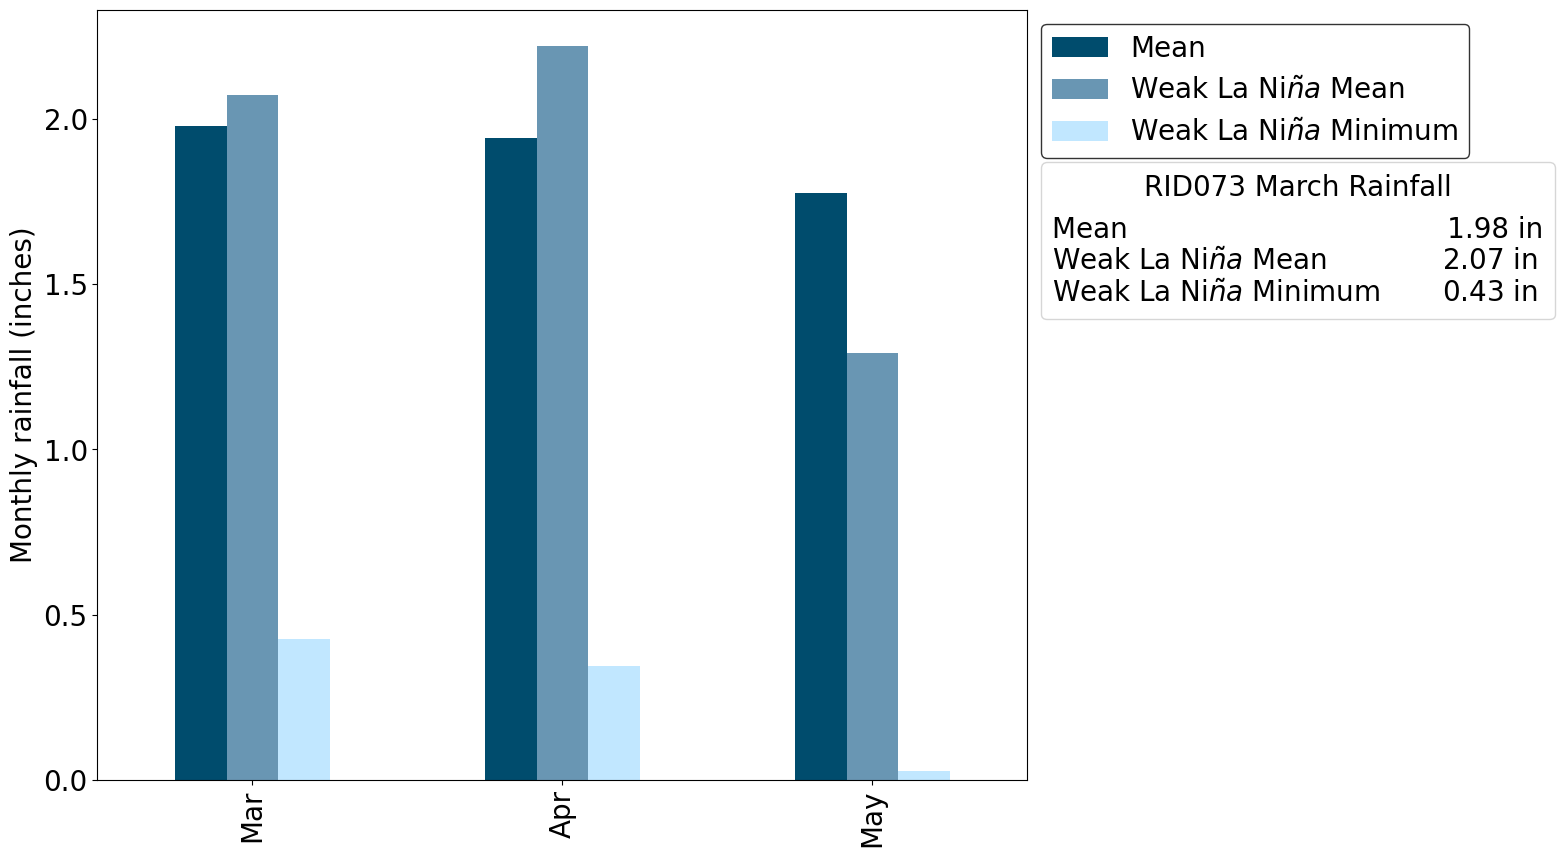 Monthly rainfall (inches)
2.0
1.5
1.0
0.5
0.0
Mar
Apr
May
Mean
Weak La Niña Mean
Weak La Niña Minimum
RID073 March Rainfall
Mean 1.98 in
Weak La Niña Mean 2.07 in
Weak La Niña Minimum 0.43 in